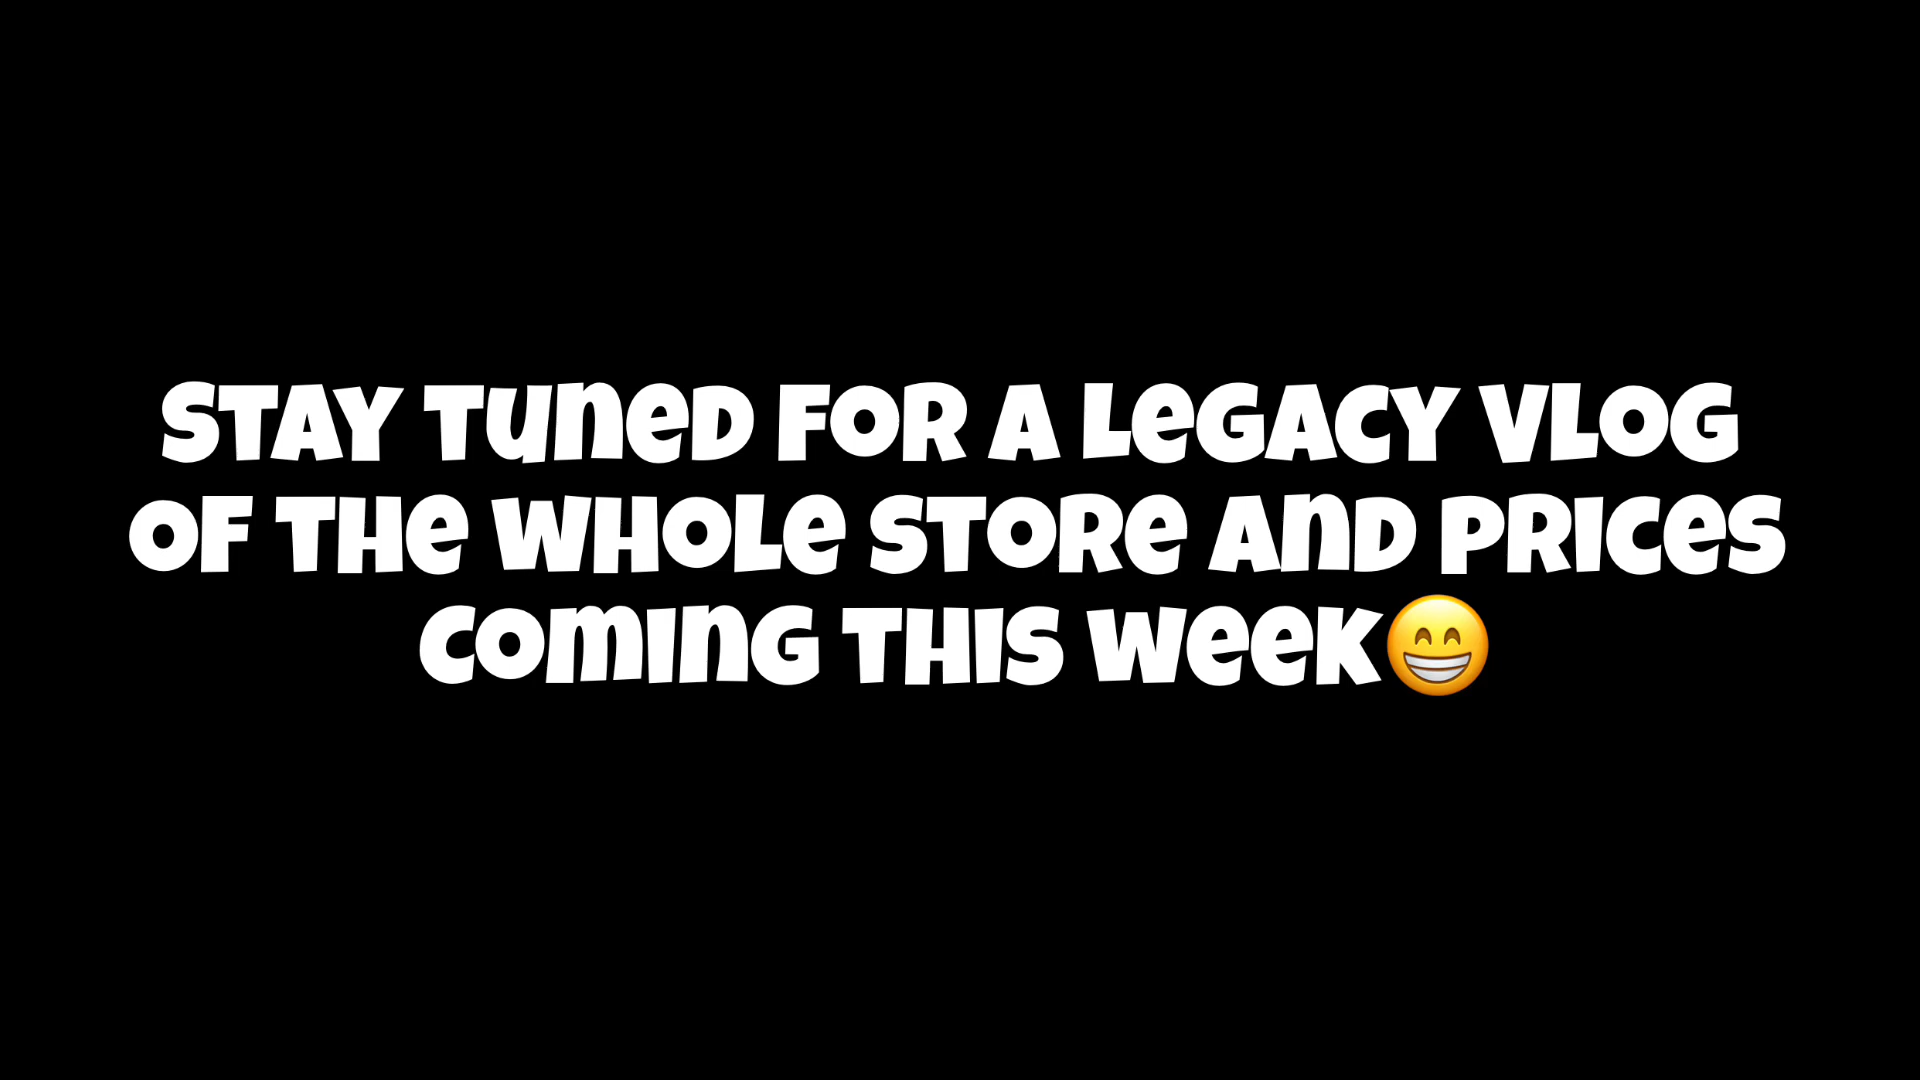 STAY TUNED FOR A LEGACY VLOG
OF THE WHOLE STORE AND PRICES
COMING THIS WEEK😁